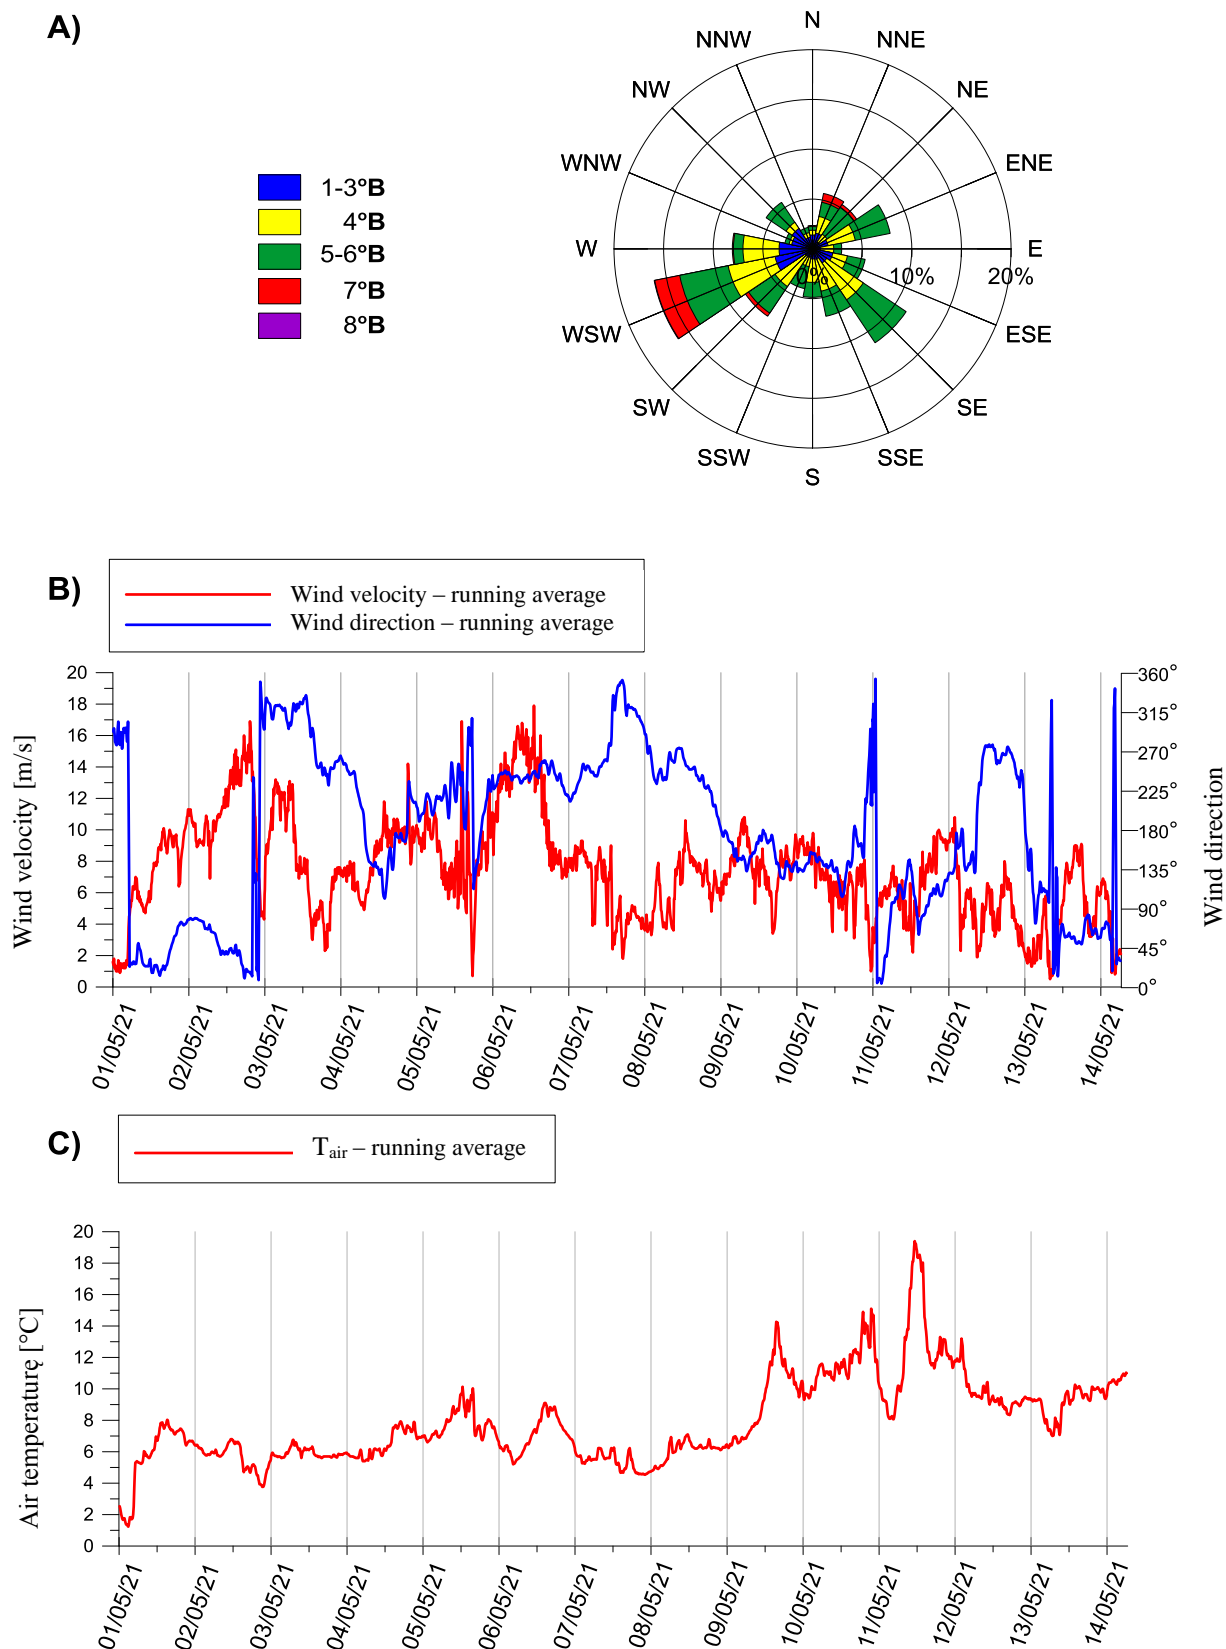 A)
N
NNW
NNE
NW
NE
WNW
ENE
1-3°B
4°B
5-6°B
7°B
8°B
W
E
0%
10%
20%
WSW
ESE
SW
SE
SSW
SSE
S
B)
Wind velocity – running average
Wind direction – running average
20
18
16
14
12
10
8
6
4
2
0
Wind velocity [m/s]
360°
315°
270°
225°
180°
135°
90°
45°
0°
Wind direction
01/05/21
02/05/21
03/05/21
04/05/21
05/05/21
06/05/21
07/05/21
08/05/21
09/05/21
10/05/21
11/05/21
12/05/21
13/05/21
14/05/21
C)
Tair – running average
20
18
16
14
12
10
8
6
4
2
0
Air temperaturę [°C]
01/05/21
02/05/21
03/05/21
04/05/21
05/05/21
06/05/21
07/05/21
08/05/21
09/05/21
10/05/21
11/05/21
12/05/21
13/05/21
14/05/21